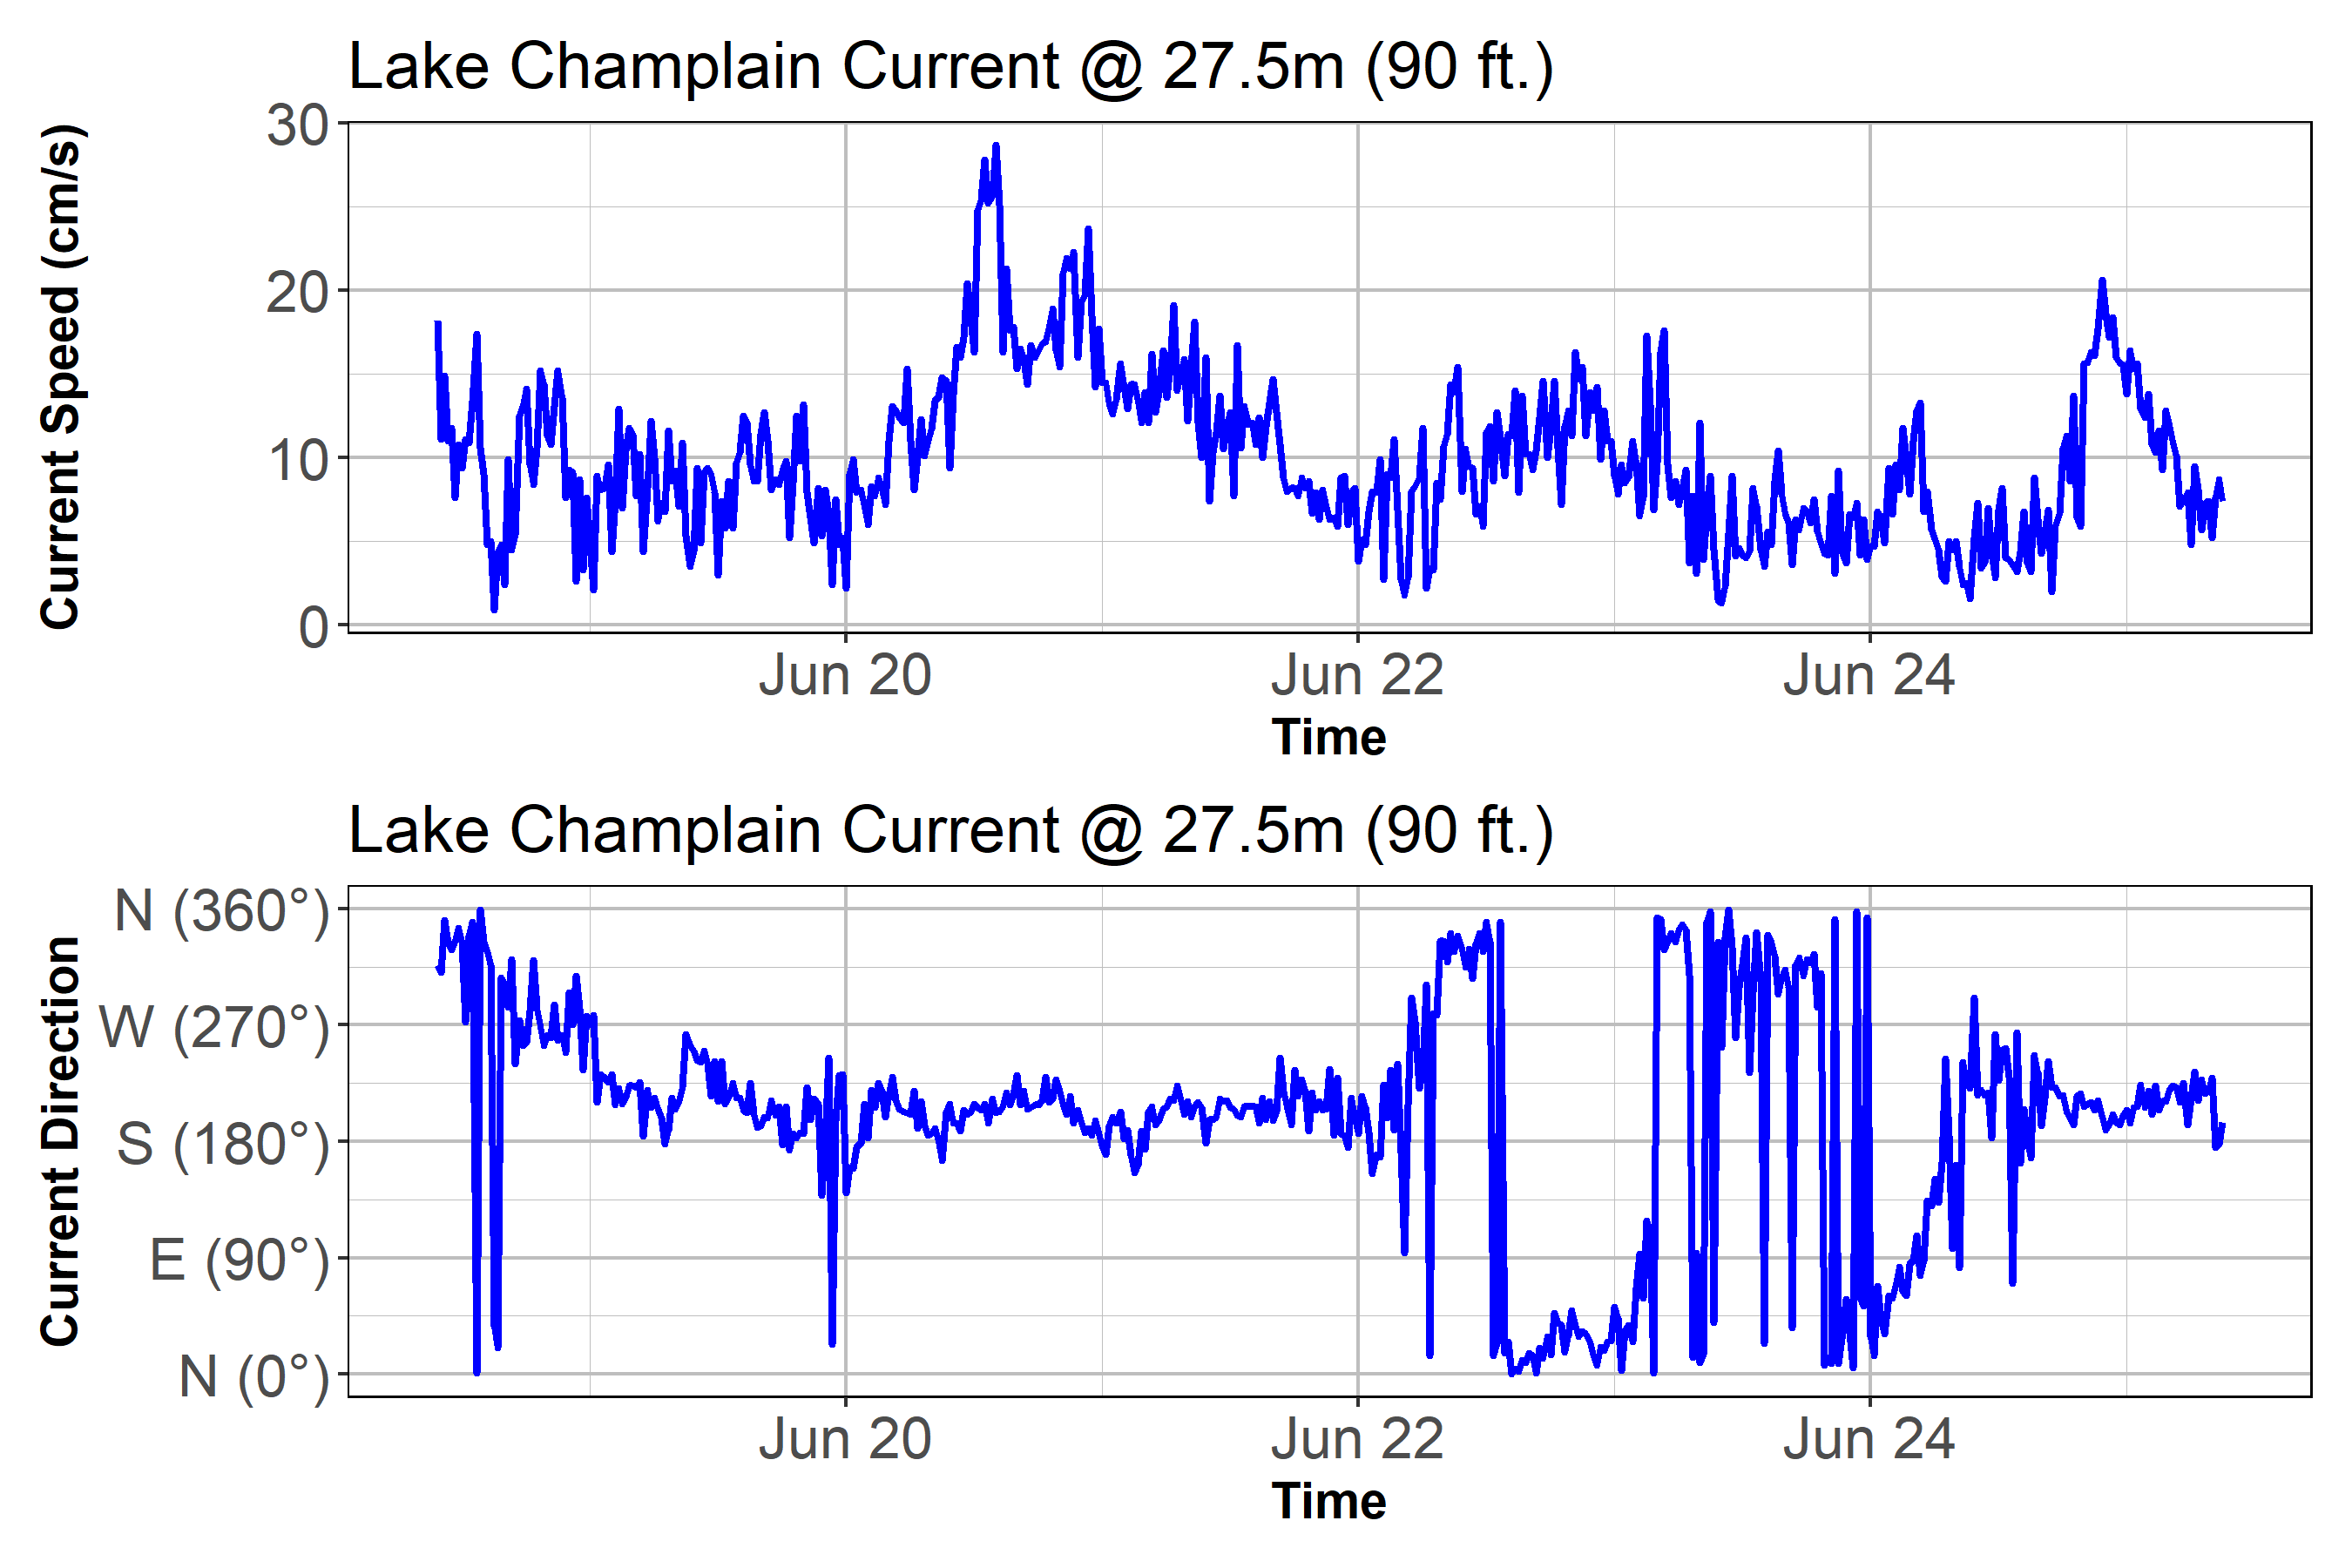 Lake Champlain Current @ 27.5m (90 ft.)
Current Speed (cm/s)
30
20
10
0
Jun 20 Jun 22 Jun 24
Time
Lake Champlain Current @ 27.5m (90 ft.)
Current Direction
N (360°)
W (270°)
S (180°)
E (90°)
N (0°)
Jun 20 Jun 22 Jun 24
Time